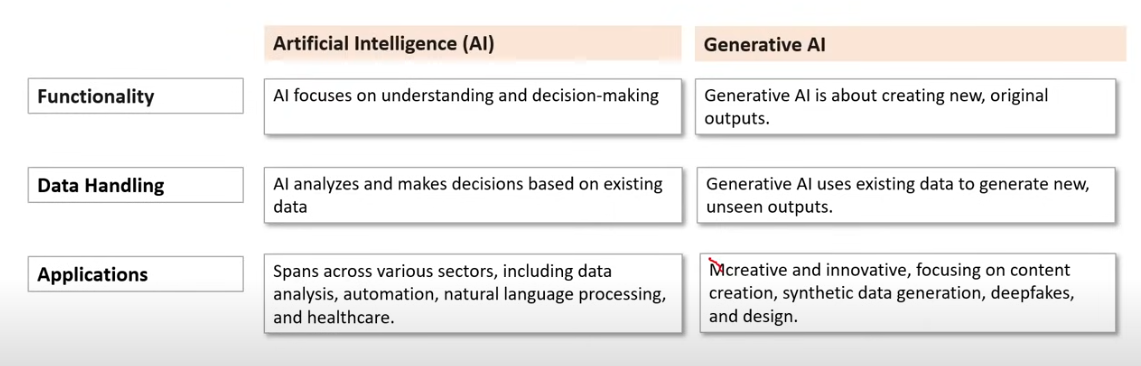 Artificial Intelligence (AI)
Generative AI
Functionality
AI focuses on understanding and decision-making
Generative AI is about creating new, original
outputs.
Data Handling
AI analyzes and makes decisions based on existing
data
Generative AI uses existing data to generate new,
unseen outputs.
Applications
Spans across various sectors, including data
analysis, automation, natural language processing,
and healthcare.
Mcreative and innovative, focusing on content
creation, synthetic data generation, deepfakes,
and design.